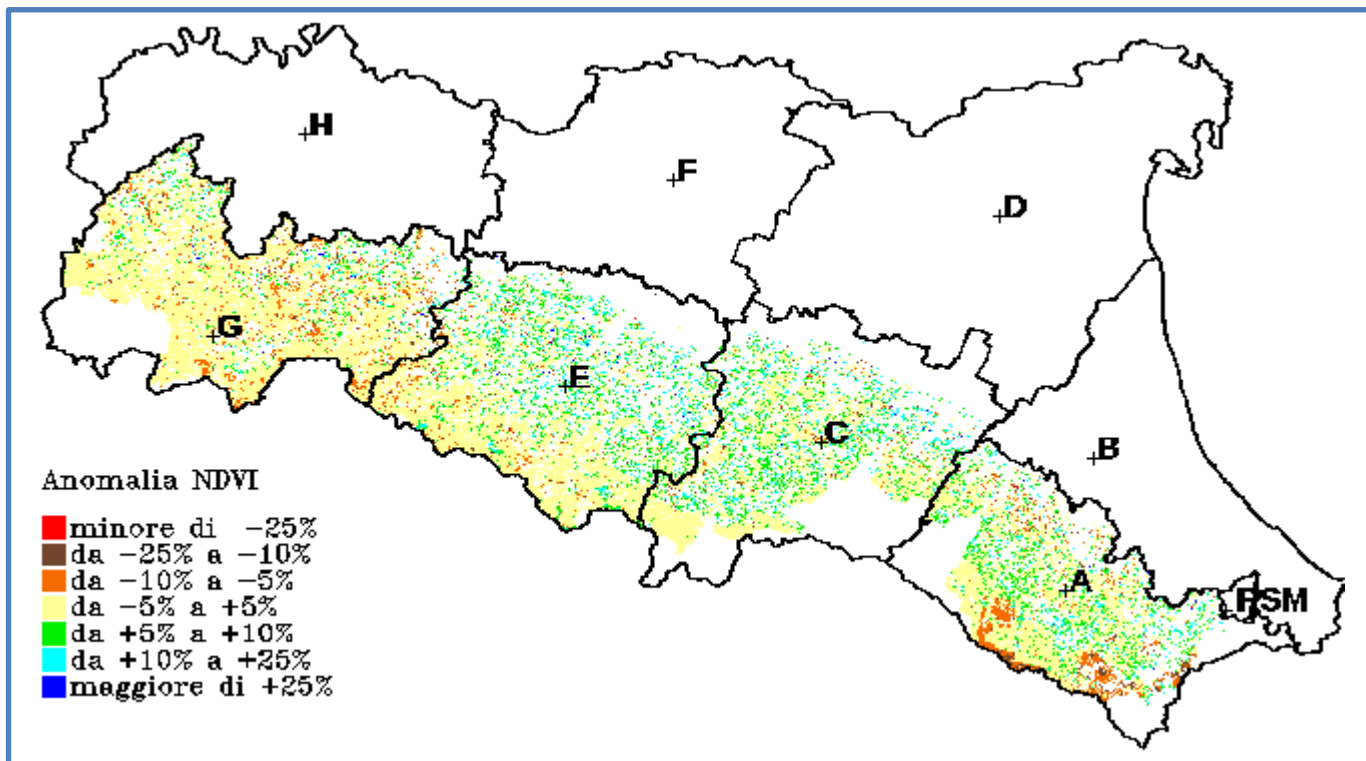 H
F
D
G
E
C
B
A
RSM
Anomalia NDVI
minore di -25%
da -25% a -10%
da -10% a -5%
da -5% a +5%
da +5% a +10%
da +10% a +25%
maggiore di +25%